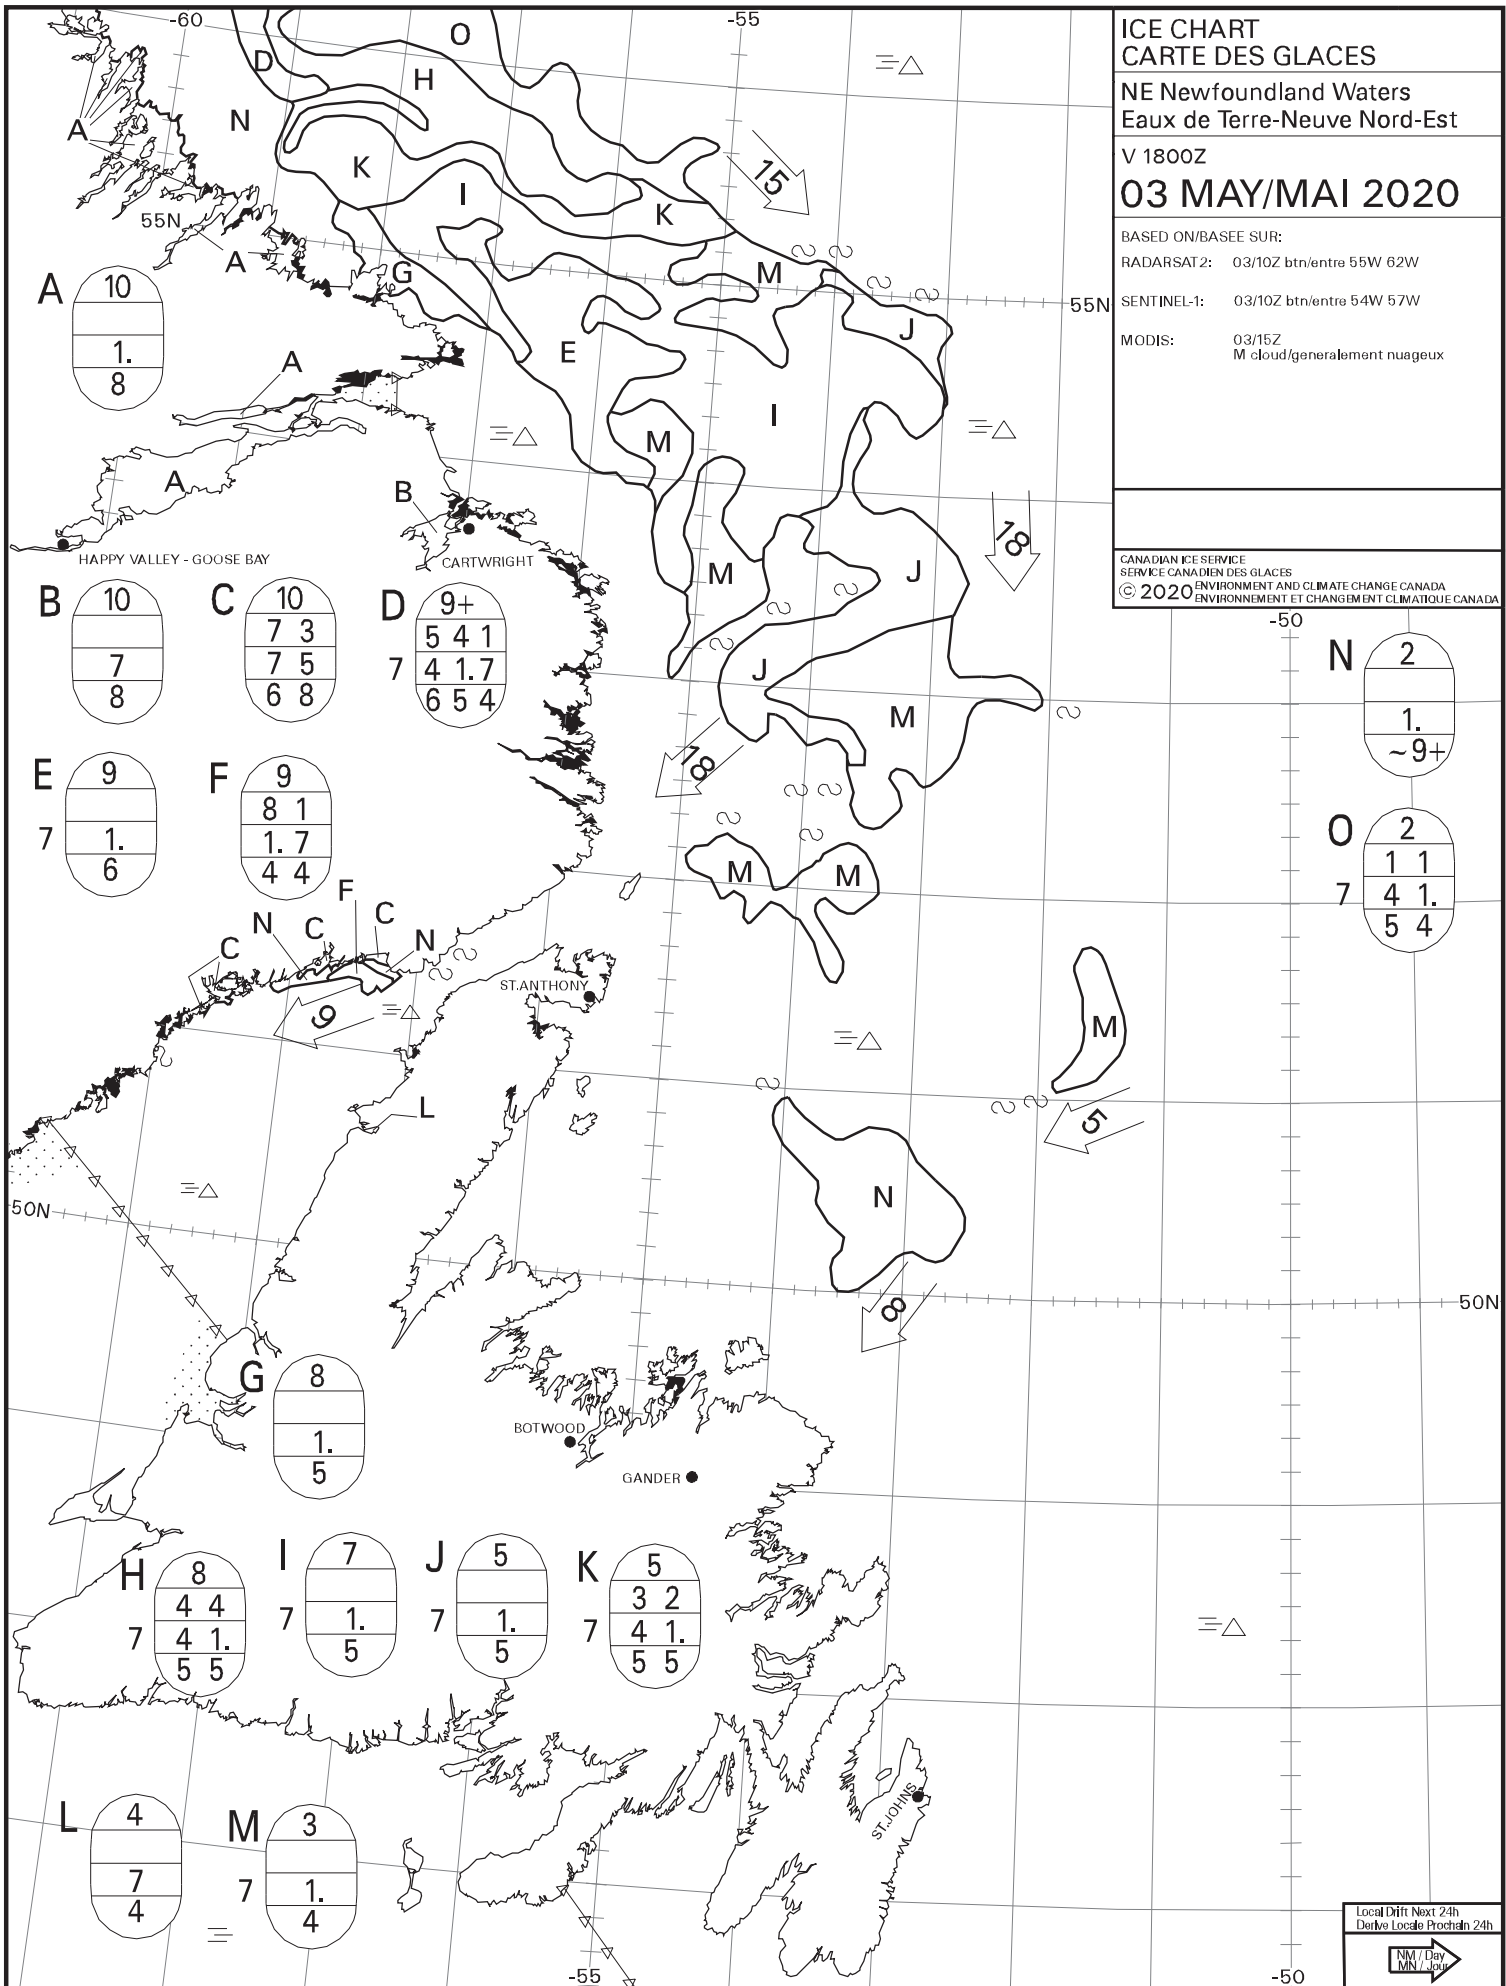 -60
-55
ICE CHART
CARTE DES GLACES
NE Newfoundland Waters
Eaux de Terre-Neuve Nord-Est
V 1800Z
03 MAY/MAI 2020
BASED ON/BASEE SUR:
RADARSAT2: 03/10Z btn/entre 55W 62W
SENTINEL-1: 03/10Z btn/entre 54W 57W
MODIS: 03/15Z
M cloud/generalement nuageux
CANADIAN ICE SERVICE
SERVICE CANADIEN DES GLACES
© 2020 ENVIRONMENT AND CLIMATE CHANGE CANADA
ENVIRONNEMENT ET CHANGEMENT CLIMATIQUE CANADA
O
D
H
N
A
K
15
I
K
55N
A
G
M
55N
J
E
A
I
M
A
B
18
HAPPY VALLEY - GOOSE BAY
CARTWRIGHT
M
J
J
M
18
M
M
F
N
C
C
N
C
ST.ANTHONY
9
M
L
5
50N
N
8
50N
BOTWOOD
GANDER
ST.JOHNS
-50
-55
-50
A
10
1.
8
B
10
7
8
C
10
7 3
7 5
6 8
D
9+
5 4 1
7 4 1.7
6 5 4
E
9
7 1.
6
F
9
8 1
1. 7
4 4
N
2
1.
~9+
O
2
1 1
7 4 1.
5 4
G
8
1.
5
H
8
4 4
7 4 1.
5 5
I
7
7 1.
5
J
5
7 1.
5
K
5
3 2
7 4 1.
5 5
L
4
7
4
M
3
7 1.
4
Local Drift Next 24h
Derive Locale Prochain 24h
NM / Day
MN / Jour